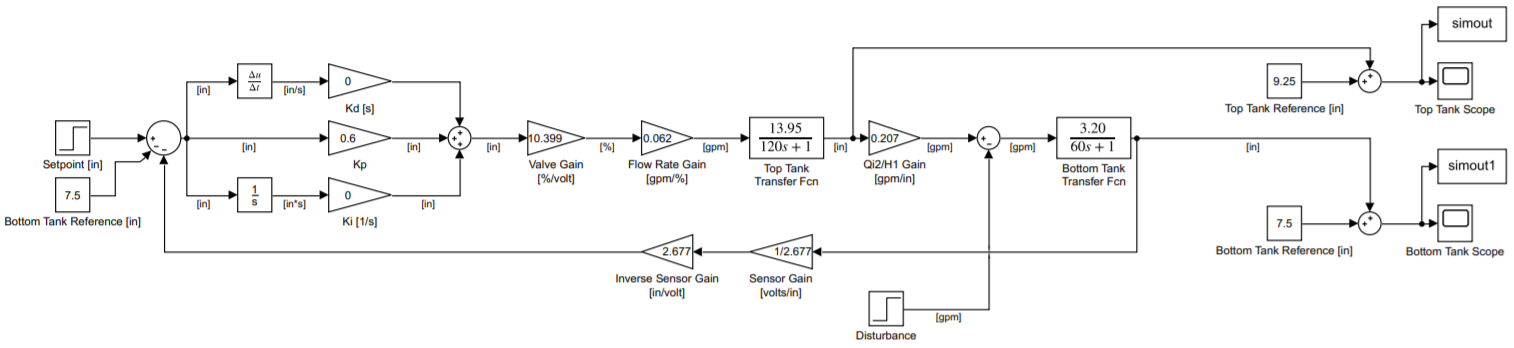 simout
9.25
Top Tank Reference [in]
Top Tank Scope
Δu
Δt
[in]
[in/s]
0
Kd [s]
Setpoint [in]
[in]
0.6
Kp
[in]
[in]
10.399
Valve Gain
[%/volt]
[%]
0.062
Flow Rate Gain
[gpm/%]
[gpm]
13.95
120s + 1
Top Tank
Transfer Fcn
[in]
0.207
Qi2/H1 Gain
[gpm/in]
[gpm]
[gpm]
3.20
60s + 1
Bottom Tank
Transfer Fcn
[in]
7.5
Bottom Tank Reference [in]
[in]
1
s
[in*s]
0
Ki [1/s]
[in]
simout1
7.5
Bottom Tank Reference [in]
Bottom Tank Scope
2.677
Inverse Sensor Gain
[in/volt]
1/2.677
Sensor Gain
[volts/in]
Disturbance
[gpm]